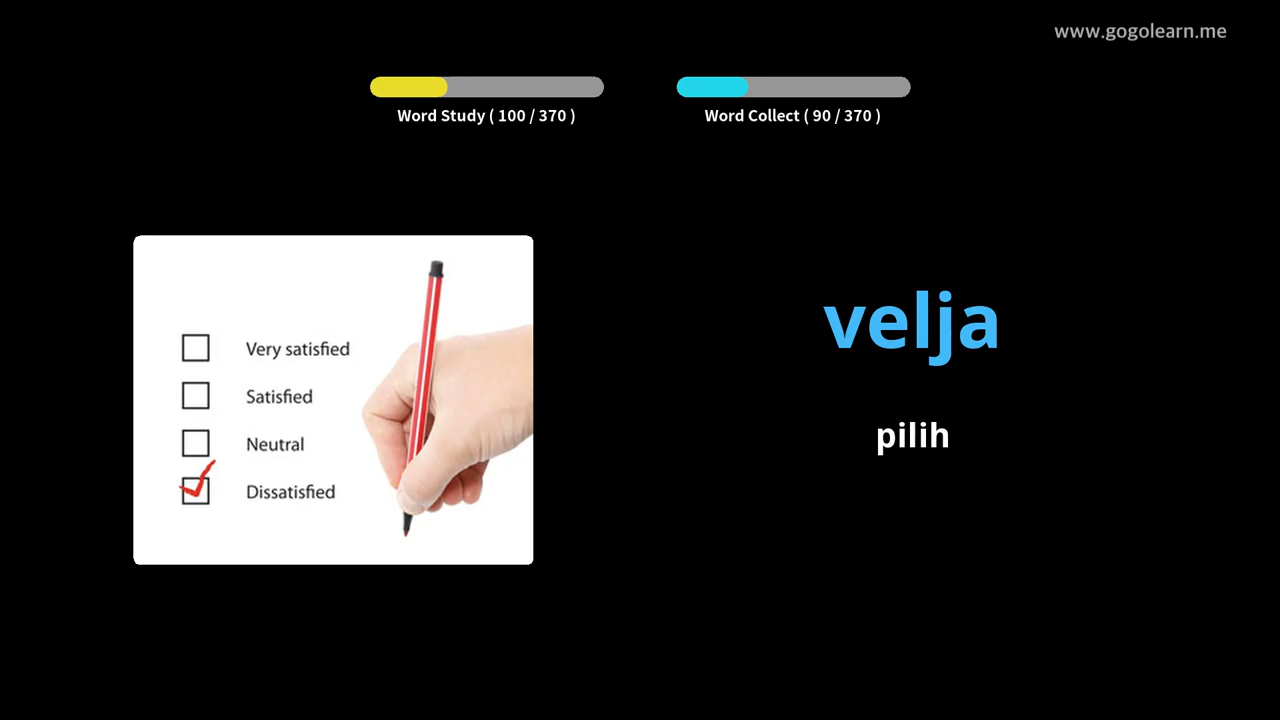 www.gogolearn.me
Word Study ( 100 / 370 )
Word Collect ( 90 / 370 )
Very satisfied
Satisfied
Neutral
Dissatisfied
velja
pilih